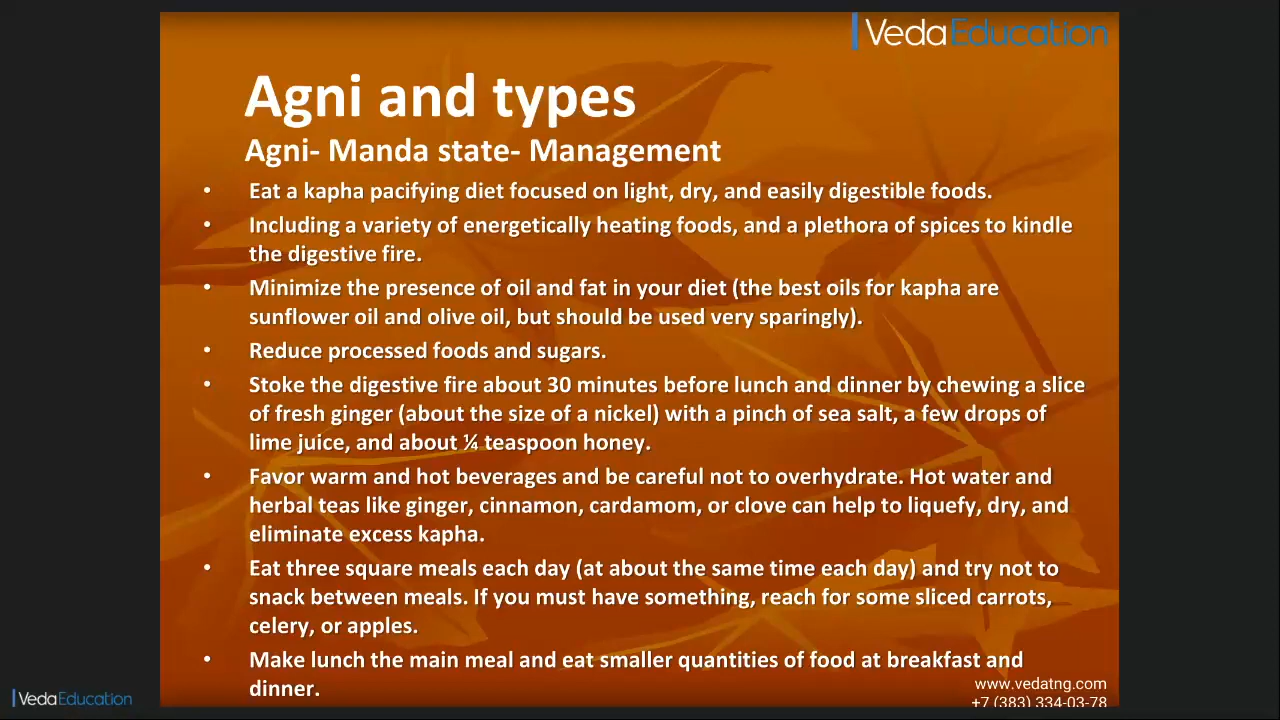 VedaEducation
Agni and types
Agni- Manda state- Management
• Eat a kapha pacifying diet focused on light, dry, and easily digestible foods.
• Including a variety of energetically heating foods, and a plethora of spices to kindle
the digestive fire.
• Minimize the presence of oil and fat in your diet (the best oils for kapha are
sunflower oil and olive oil, but should be used very sparingly).
• Reduce processed foods and sugars.
• Stoke the digestive fire about 30 minutes before lunch and dinner by chewing a slice
of fresh ginger (about the size of a nickel) with a pinch of sea salt, a few drops of
lime juice, and about ¼ teaspoon honey.
• Favor warm and hot beverages and be careful not to overhydrate. Hot water and
herbal teas like ginger, cinnamon, cardamom, or clove can help to liquefy, dry, and
eliminate excess kapha.
• Eat three square meals each day (at about the same time each day) and try not to
snack between meals. If you must have something, reach for some sliced carrots,
celery, or apples.
• Make lunch the main meal and eat smaller quantities of food at breakfast and
dinner.
www.vedatng.com
+7 (383) 334-03-78
VedaEducation